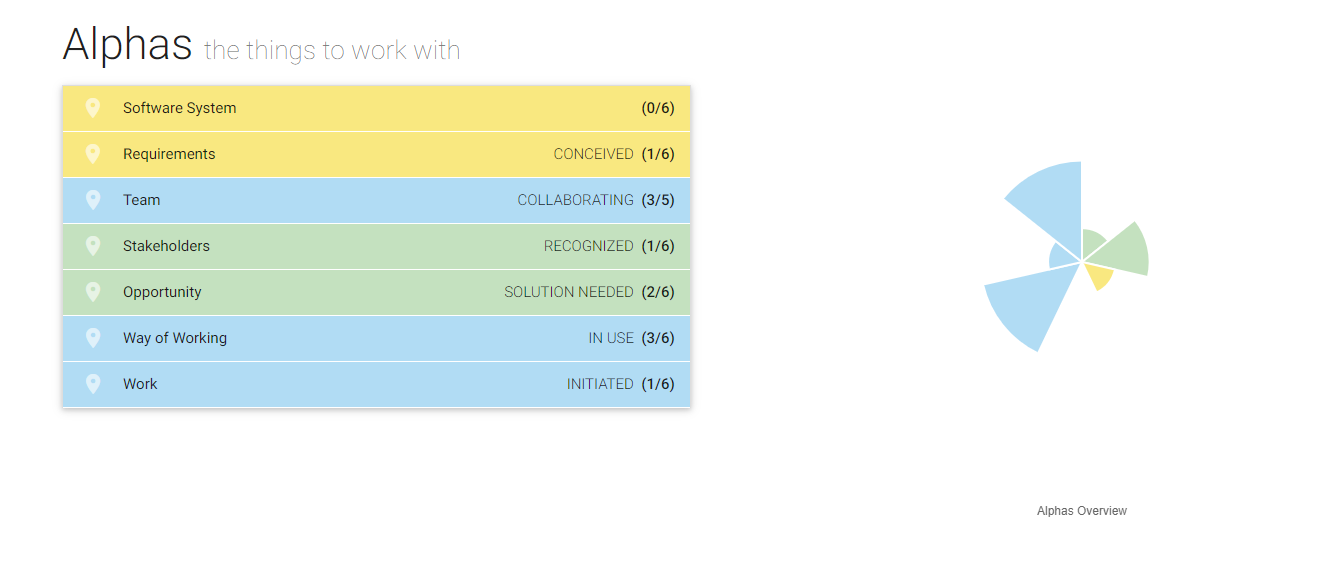 Alphas the things to work with
Software System (0/6)
Requirements CONCEIVED (1/6)
Team COLLABORATING (3/5)
Stakeholders RECOGNIZED (1/6)
Opportunity SOLUTION NEEDED (2/6)
Way of Working IN USE (3/6)
Work INITIATED (1/6)
Alphas Overview